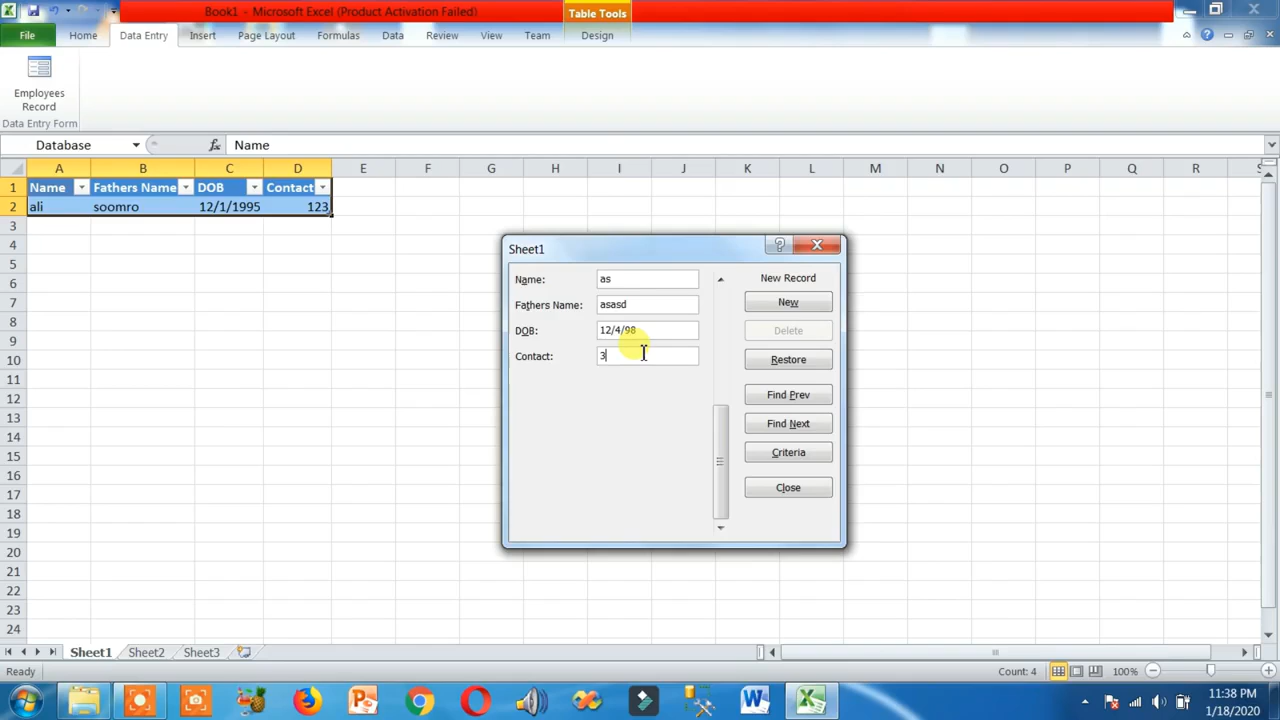 Book1 - Microsoft Excel (Product Activation Failed)
Table Tools
File Home Data Entry Insert Page Layout Formulas Data Review View Team Design
Employees
Record
Data Entry Form
Database fx Name
A B C D E F G H I J K L M N O P Q R S
1 Name Fathers Name DOB Contact
2 ali soomro 12/1/1995 123
3
4
5
6
7
8
9
10
11
12
13
14
15
16
17
18
19
20
21
22
23
24
Sheet1
Name: as
Fathers Name: asasd
DOB: 12/4/98
Contact: 3
New Record
New
Delete
Restore
Find Prev
Find Next
Criteria
Close
Sheet1 Sheet2 Sheet3
Ready Count: 4 100%
11:38 PM
1/18/2020